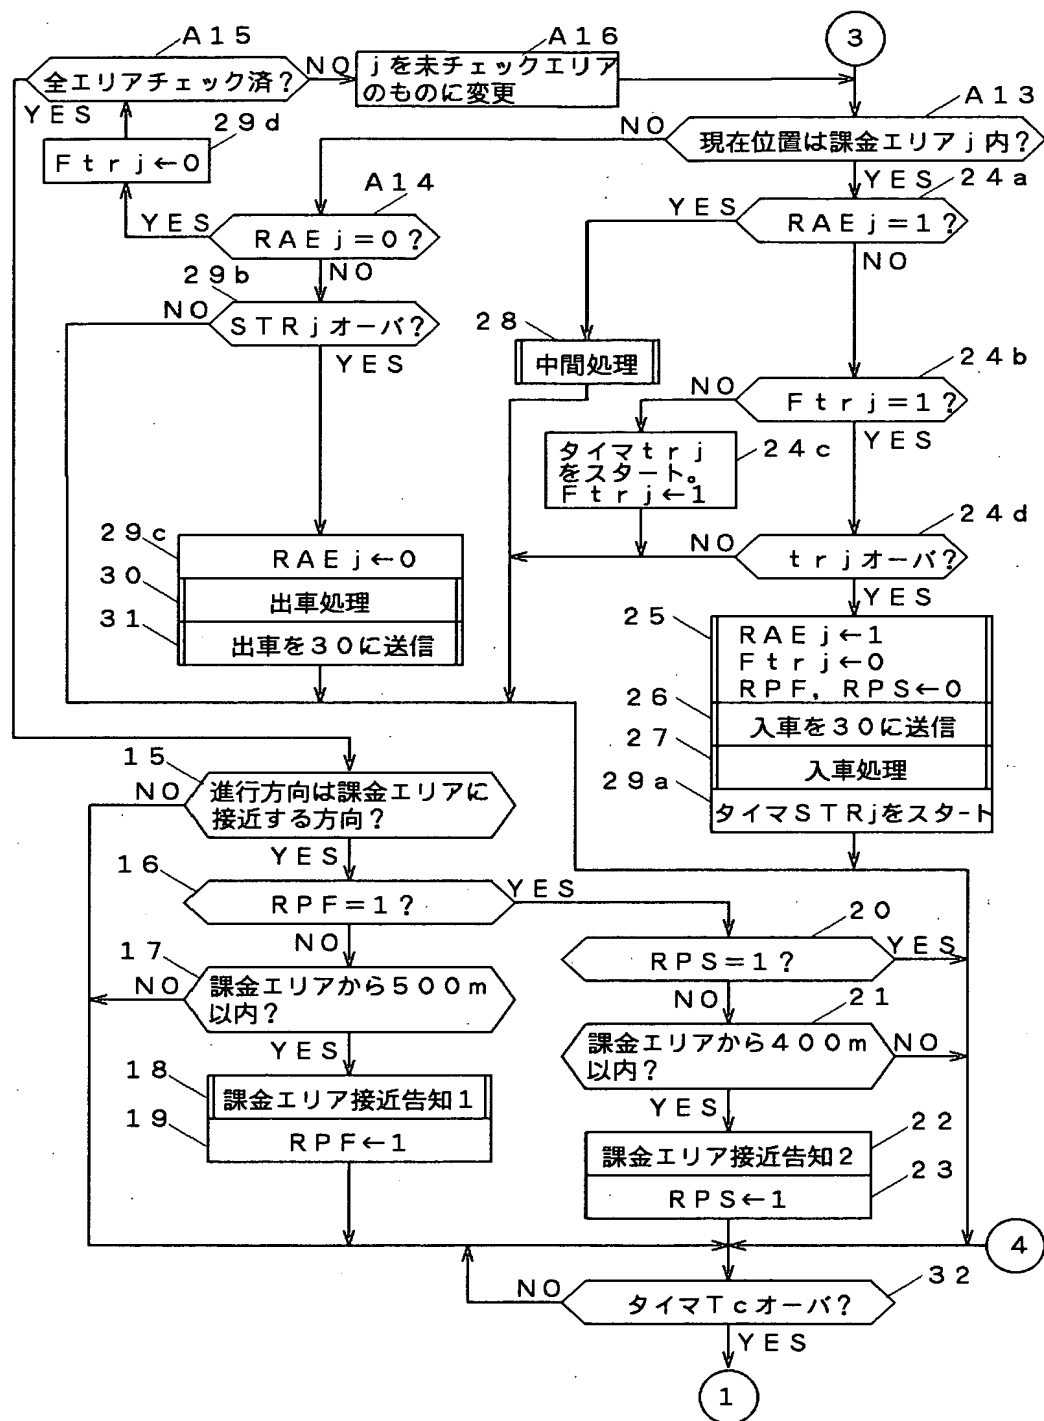 A15
A16
3
全エリアチェック済？
NO
jを未チェックエリア
のものに変更
A13
YES
29d
NO
現在位置は課金エリアj内？
Ftrj←0
A14
YES
24a
YES
RAEj=0？
YES
RAEj=1？
29b
NO
NO
NO
STRjオーバ？
28
YES
中間処理
24b
NO
Ftrj=1？
タイマtrj
をスタート。
Ftrj←1
24c
YES
24d
29c
RAEj←0
NO
trjオーバ？
30
出車処理
YES
31
出車を30に送信
25
RAEj←1
Ftrj←0
RPF，RPS←0
26
入車を30に送信
27
入車処理
29a
タイマSTRjをスタート
15
NO
進行方向は課金エリアに
接近する方向？
YES
16
RPF=1？
YES
20
NO
RPS=1？
YES
17
NO
課金エリアから500m
以内？
NO
21
課金エリアから400m
以内？
NO
YES
18
課金エリア接近告知1
YES
19
RPF←1
22
課金エリア接近告知2
23
RPS←1
4
32
NO
タイマTcオーバ？
YES
1